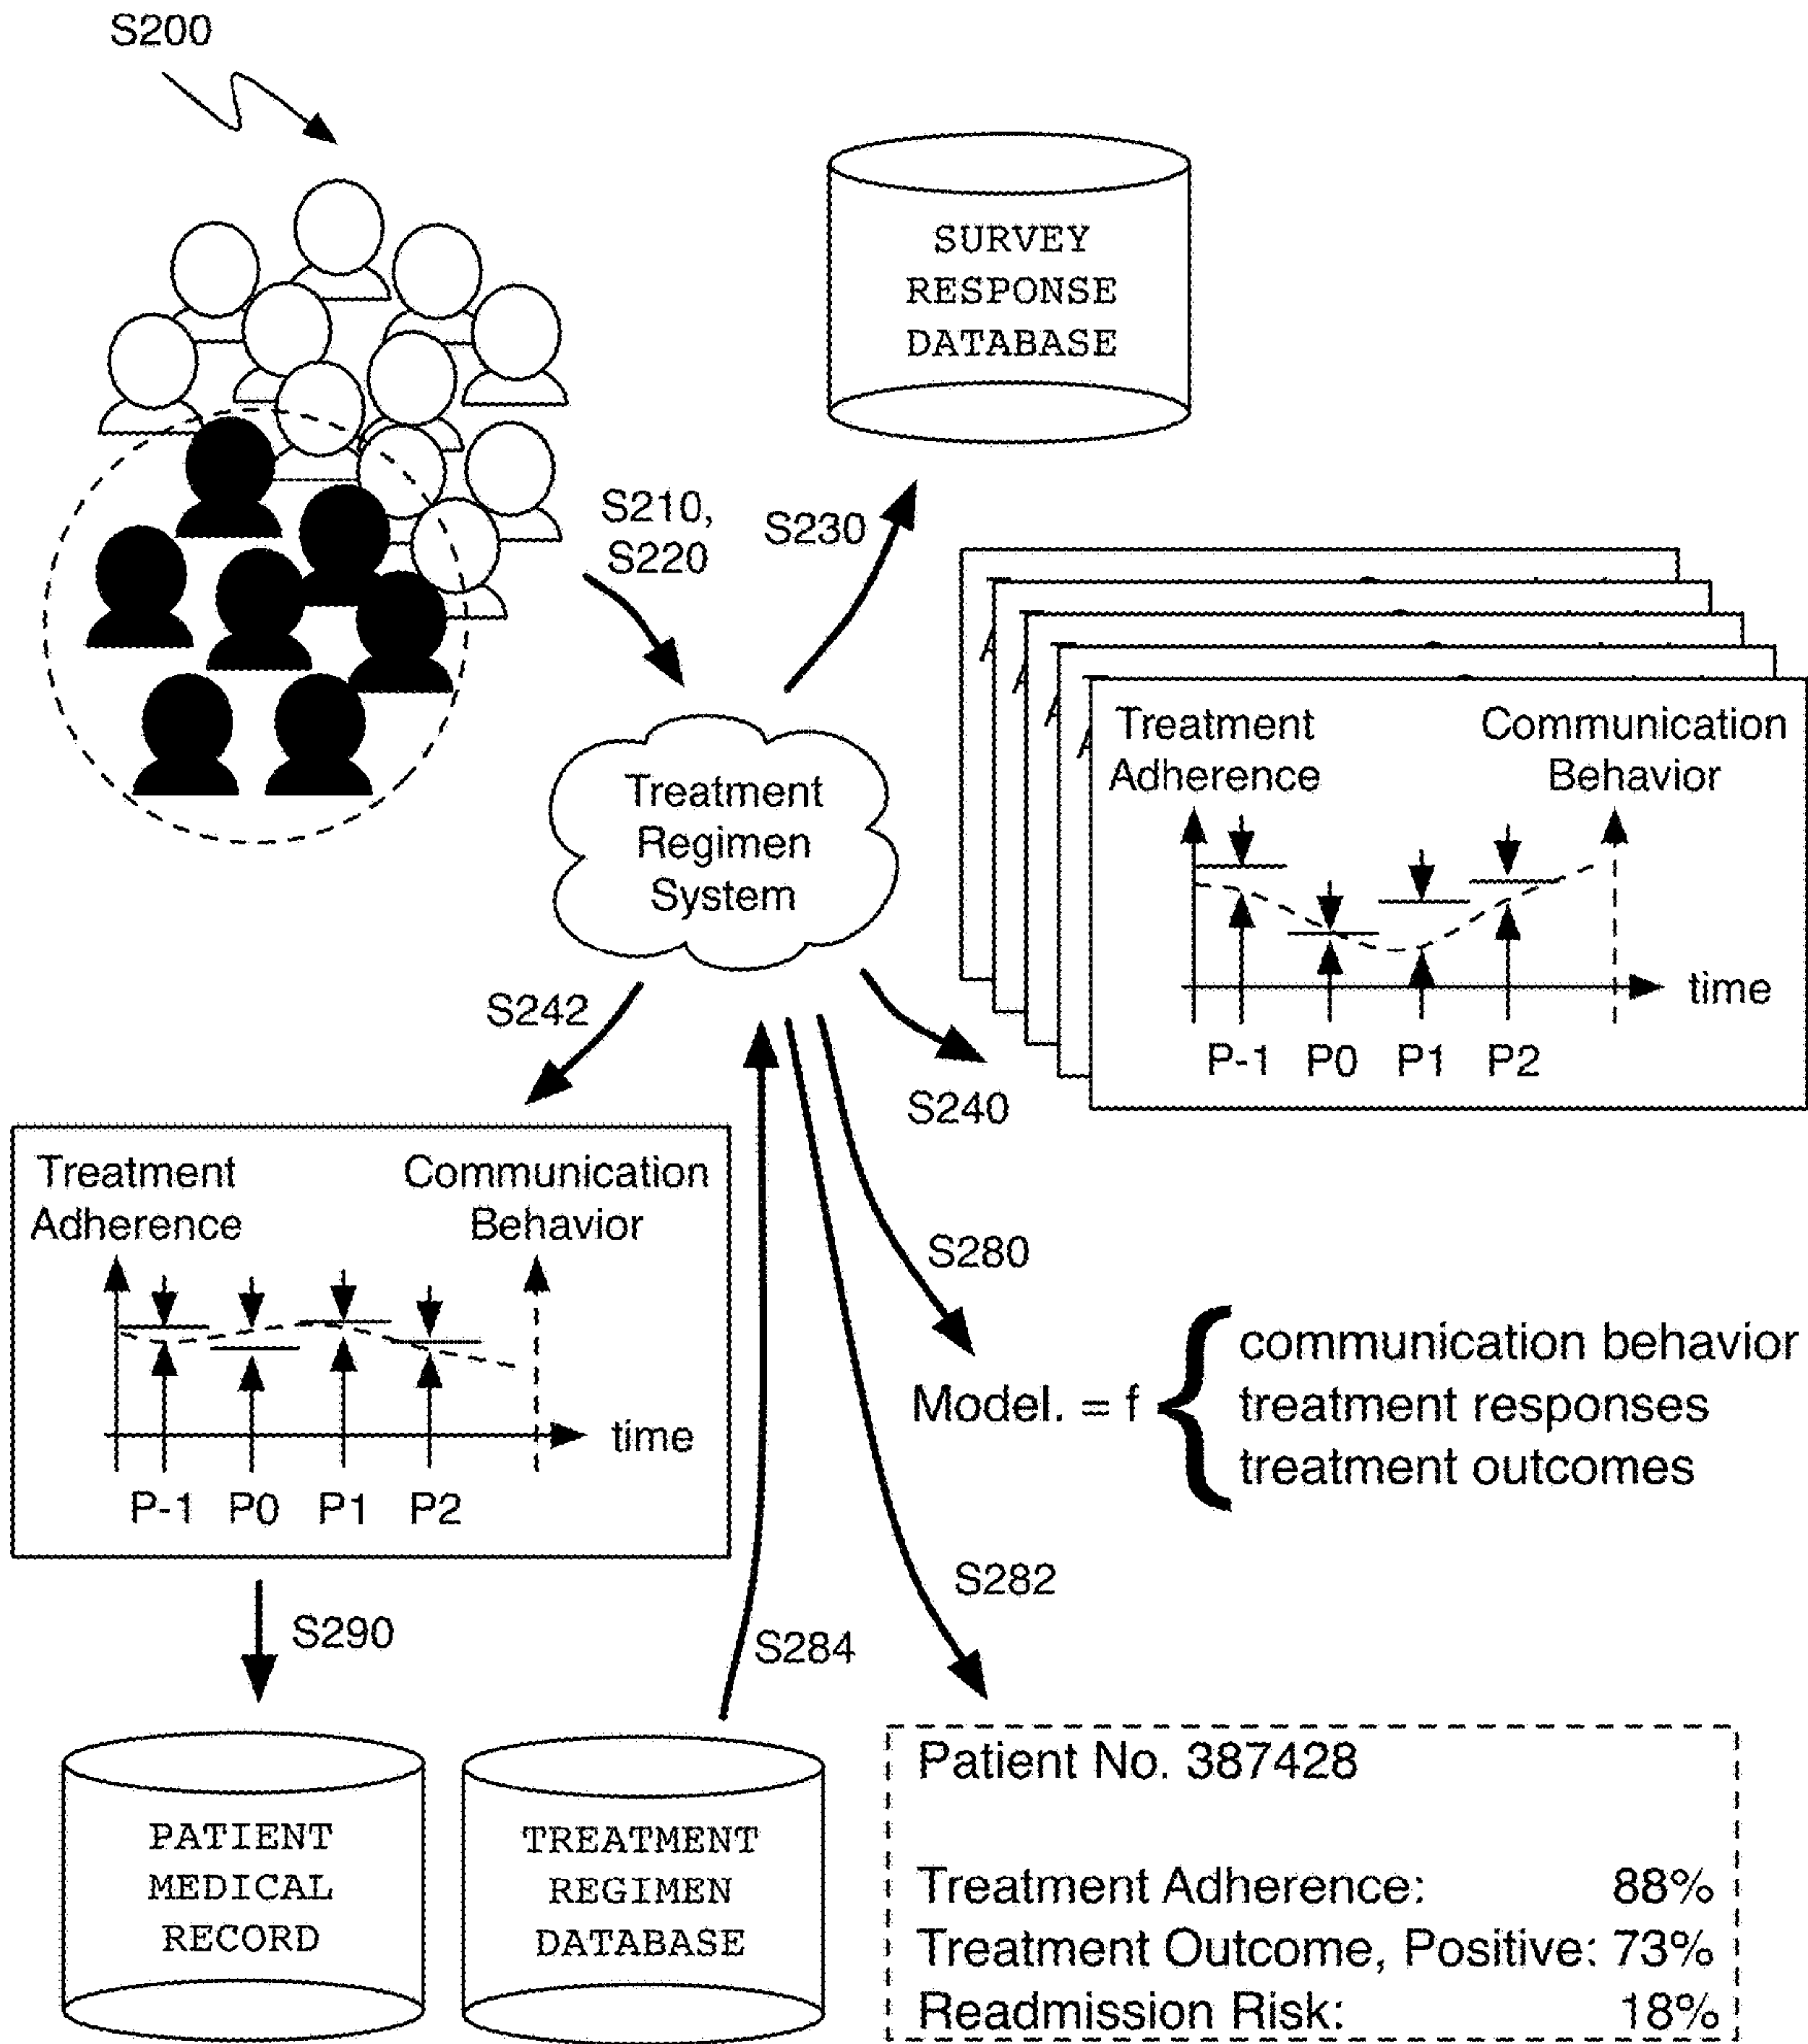 S200
SURVEY
RESPONSE
DATABASE
S210,
S220
S230
Treatment
Adherence
Communication
Behavior
time
P-1 P0 P1 P2
Treatment
Regimen
System
S242
S240
Treatment
Adherence
Communication
Behavior
time
P-1 P0 P1 P2
S280
Model. = f
communication behavior
treatment responses
treatment outcomes
S282
S290
S284
PATIENT
MEDICAL
RECORD
TREATMENT
REGIMEN
DATABASE
Patient No. 387428
Treatment Adherence: 88%
Treatment Outcome, Positive: 73%
Readmission Risk: 18%